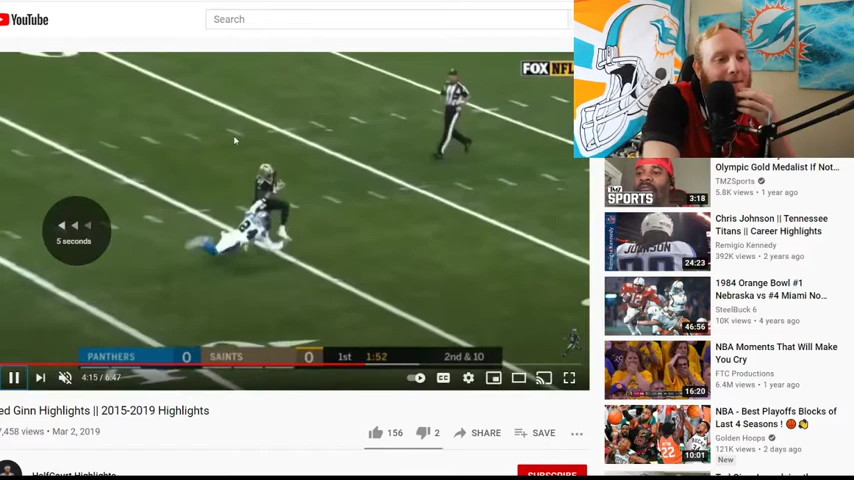 YouTube
Search
FOX NFL
5 seconds
PANTHERS 0 SAINTS 0 1st 1:52 2nd & 10
4:15 / 6:47
CC
HD
ed Ginn Highlights || 2015-2019 Highlights
7,458 views • Mar 2, 2019
156
2
SHARE
SAVE
HalfCourt Highlights
SUBSCRIBE
Olympic Gold Medalist If Not...
TMZSports
5.8K views • 1 year ago
SPORTS
3:18
Chris Johnson || Tennessee
Titans || Career Highlights
Remigio Kennedy
392K views • 2 years ago
JOHNSON
24:23
1984 Orange Bowl #1
Nebraska vs #4 Miami No...
SteelBuck 6
10K views • 4 years ago
46:56
NBA Moments That Will Make
You Cry
FTC Productions
6.4M views • 1 year ago
16:20
NBA - Best Playoffs Blocks of
Last 4 Seasons !
Golden Hoops
121K views • 2 days ago
New
22
10:01